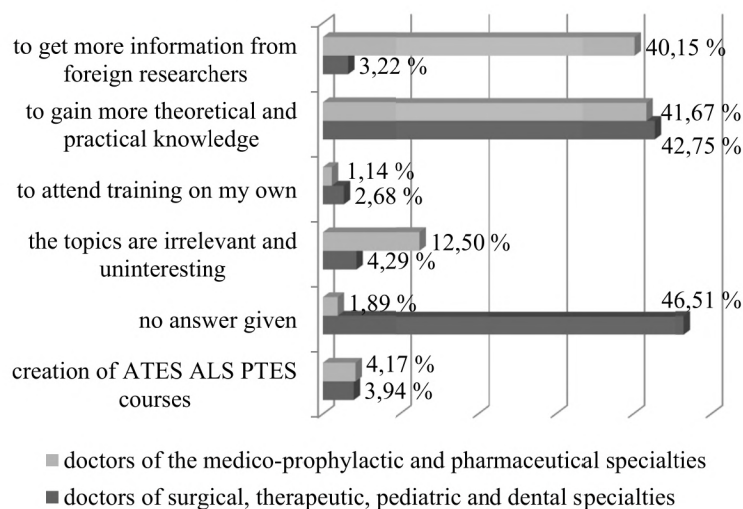 to get more information from
foreign researchers
40,15 %
3,22 %
to gain more theoretical and
practical knowledge
41,67 %
42,75 %
to attend training on my own
1,14 %
2,68 %
the topics are irrelevant and
uninteresting
12,50 %
4,29 %
no answer given
1,89 %
46,51 %
creation of ATES ALS PTES
courses
4,17 %
3,94 %
doctors of the medico-prophylactic and pharmaceutical specialties
doctors of surgical, therapeutic, pediatric and dental specialties